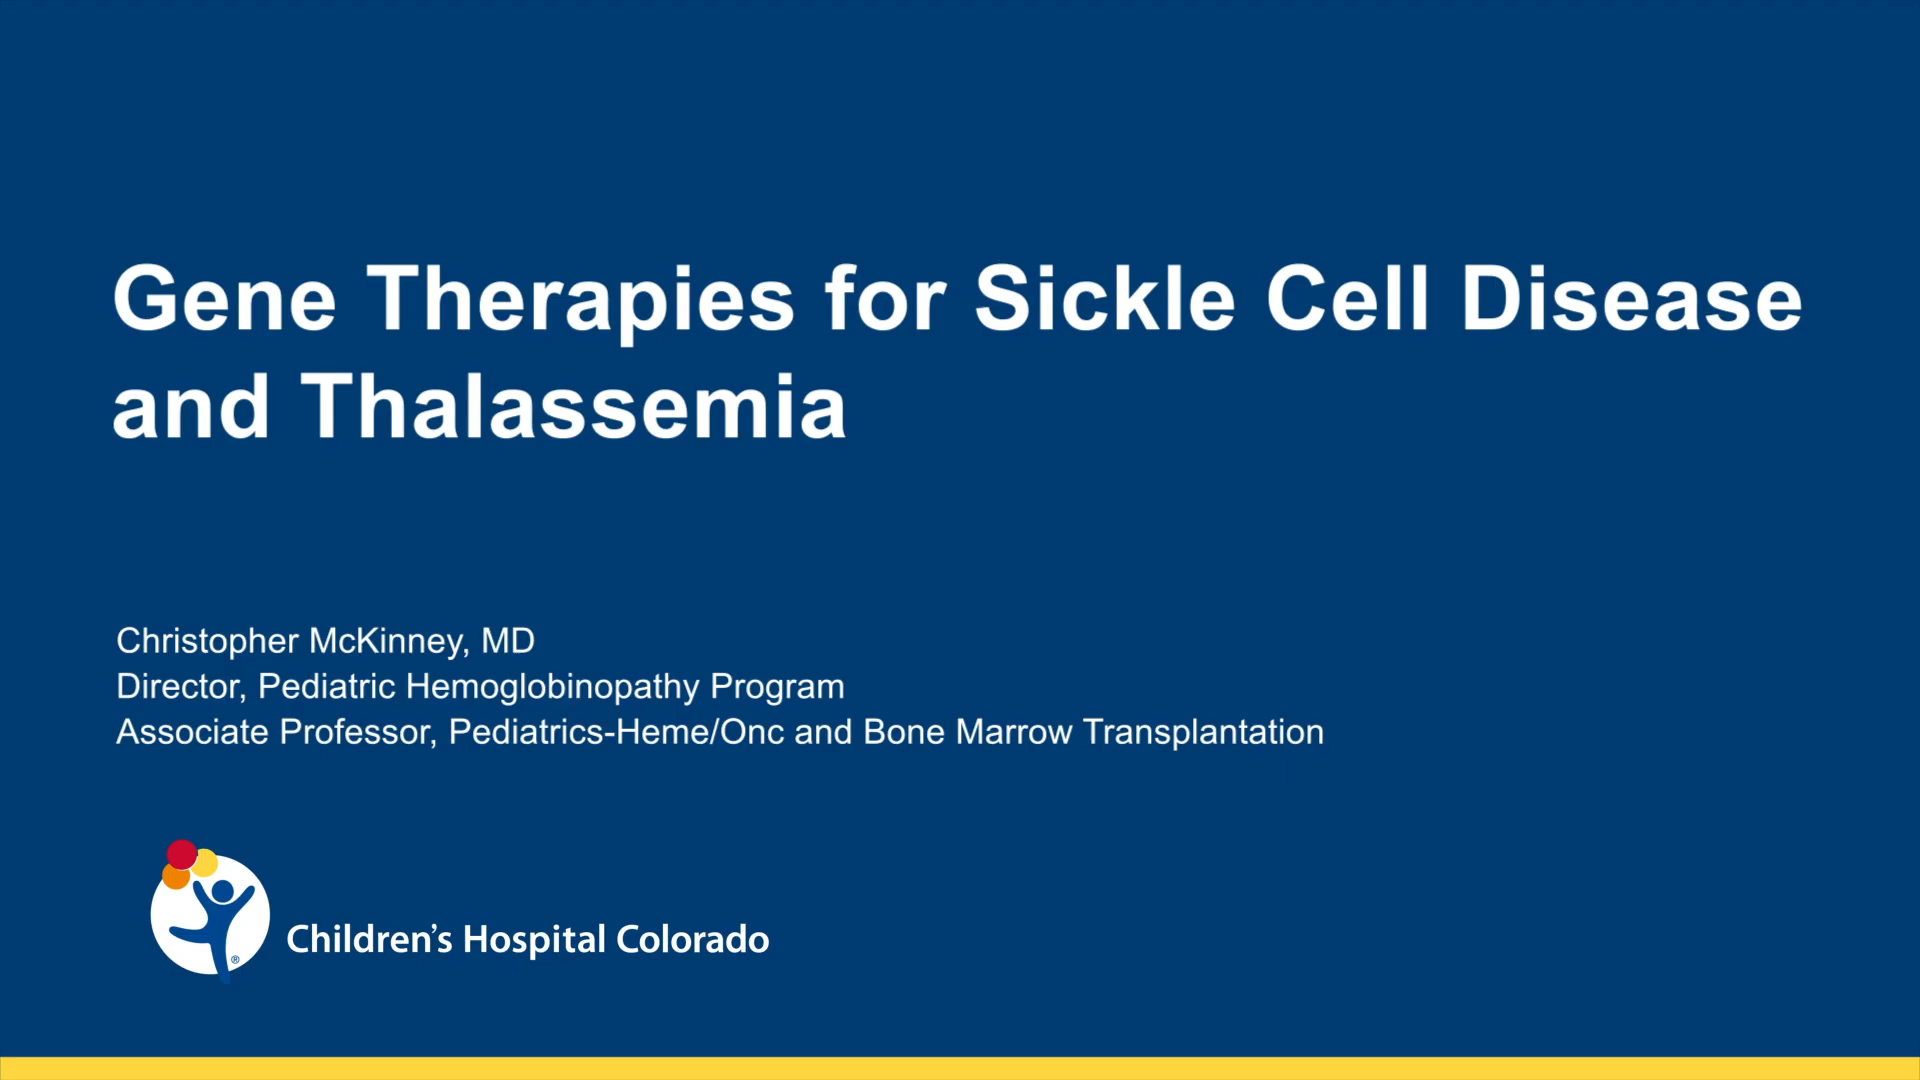 Gene Therapies for Sickle Cell Disease
and Thalassemia
Christopher McKinney, MD
Director, Pediatric Hemoglobinopathy Program
Associate Professor, Pediatrics-Heme/Onc and Bone Marrow Transplantation
®
Children’s Hospital Colorado